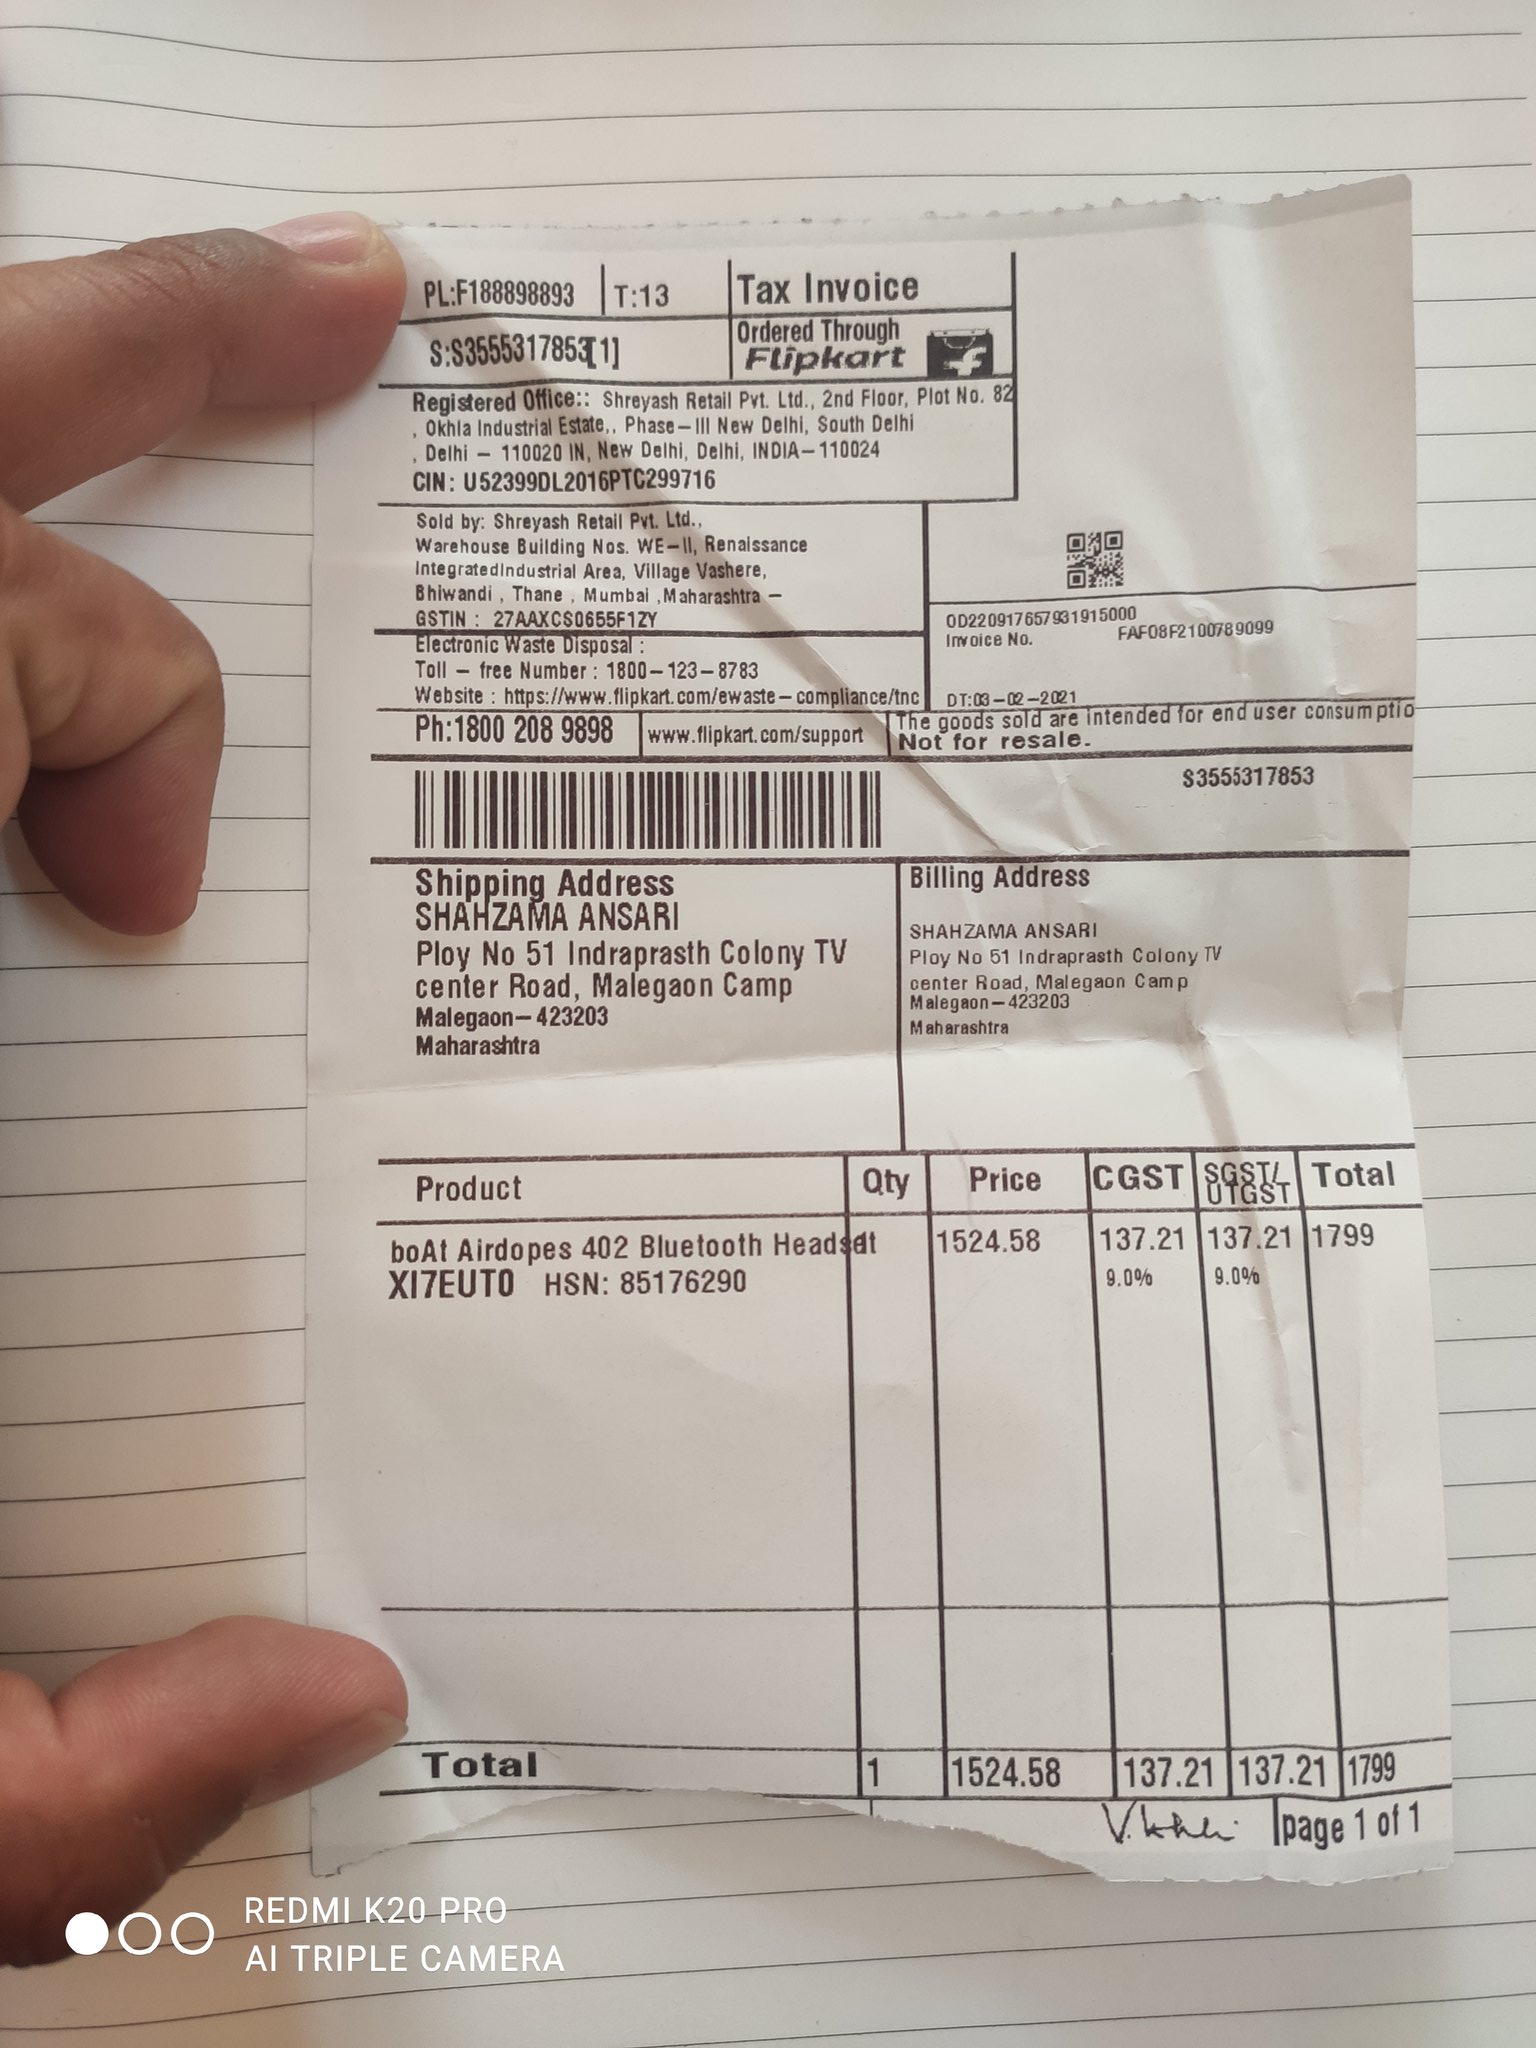 PL:F188898893 T:13 Tax Invoice
S:S3555317853[1] Ordered Through
Flipkart
Registered Office:: Shreyash Retail Pvt. Ltd., 2nd Floor, Plot No. 82
, Okhla Industrial Estate,, Phase-III New Delhi, South Delhi
, Delhi - 110020 IN, New Delhi, Delhi, INDIA-110024
CIN: U52399DL2016PTC299716
Sold by: Shreyash Retail Pvt. Ltd.,
Warehouse Building Nos. WE-II, Renaissance
IntegratedIndustrial Area, Village Vashere,
Bhiwandi , Thane , Mumbai ,Maharashtra -
GSTIN : 27AAXCS0655F1ZY
OD220917657931915000
Invoice No. FAF08F2100789099
DT:03-02-2021
Electronic Waste Disposal :
Toll - free Number : 1800-123-8783
Website : https://www.flipkart.com/ewaste-compliance/tnc
Ph:1800 208 9898 www.flipkart.com/support
The goods sold are intended for end user consumptio
Not for resale.
S3555317853
Shipping Address
SHAHZAMA ANSARI
Ploy No 51 Indraprasth Colony TV
center Road, Malegaon Camp
Malegaon-423203
Maharashtra
Billing Address
SHAHZAMA ANSARI
Ploy No 51 Indraprasth Colony TV
center Road, Malegaon Camp
Malegaon-423203
Maharashtra
Product Qty Price CGST SGST/UTGST Total
boAt Airdopes 402 Bluetooth Headset 1 1524.58 137.21 137.21 1799
XI7EUT0 HSN: 85176290 9.0% 9.0%
Total 1 1524.58 137.21 137.21 1799
page 1 of 1
REDMI K20 PRO
AI TRIPLE CAMERA